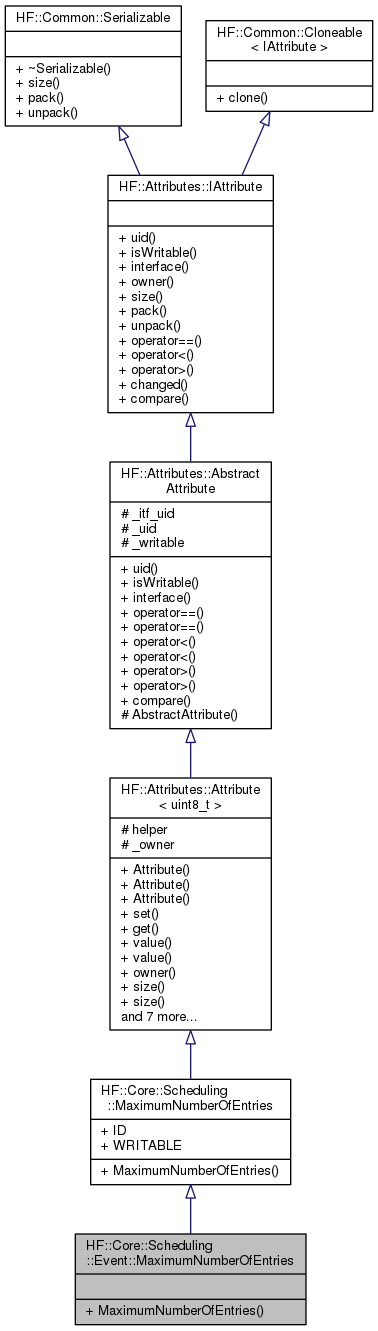 HF::Common::Serializable
+ ~Serializable()
+ size()
+ pack()
+ unpack()
HF::Common::Cloneable
< IAttribute >
+ clone()
HF::Attributes::IAttribute
+ uid()
+ isWritable()
+ interface()
+ owner()
+ size()
+ pack()
+ unpack()
+ operator==()
+ operator<()
+ operator>()
+ changed()
+ compare()
HF::Attributes::Abstract
Attribute
# _itf_uid
# _uid
# _writable
+ uid()
+ isWritable()
+ interface()
+ operator==()
+ operator==()
+ operator<()
+ operator<()
+ operator>()
+ operator>()
+ compare()
# AbstractAttribute()
HF::Attributes::Attribute
< uint8_t >
# helper
# _owner
+ Attribute()
+ Attribute()
+ Attribute()
+ set()
+ get()
+ value()
+ value()
+ owner()
+ size()
+ size()
and 7 more...
HF::Core::Scheduling
::MaximumNumberOfEntries
+ ID
+ WRITABLE
+ MaximumNumberOfEntries()
HF::Core::Scheduling
::Event::MaximumNumberOfEntries
+ MaximumNumberOfEntries()